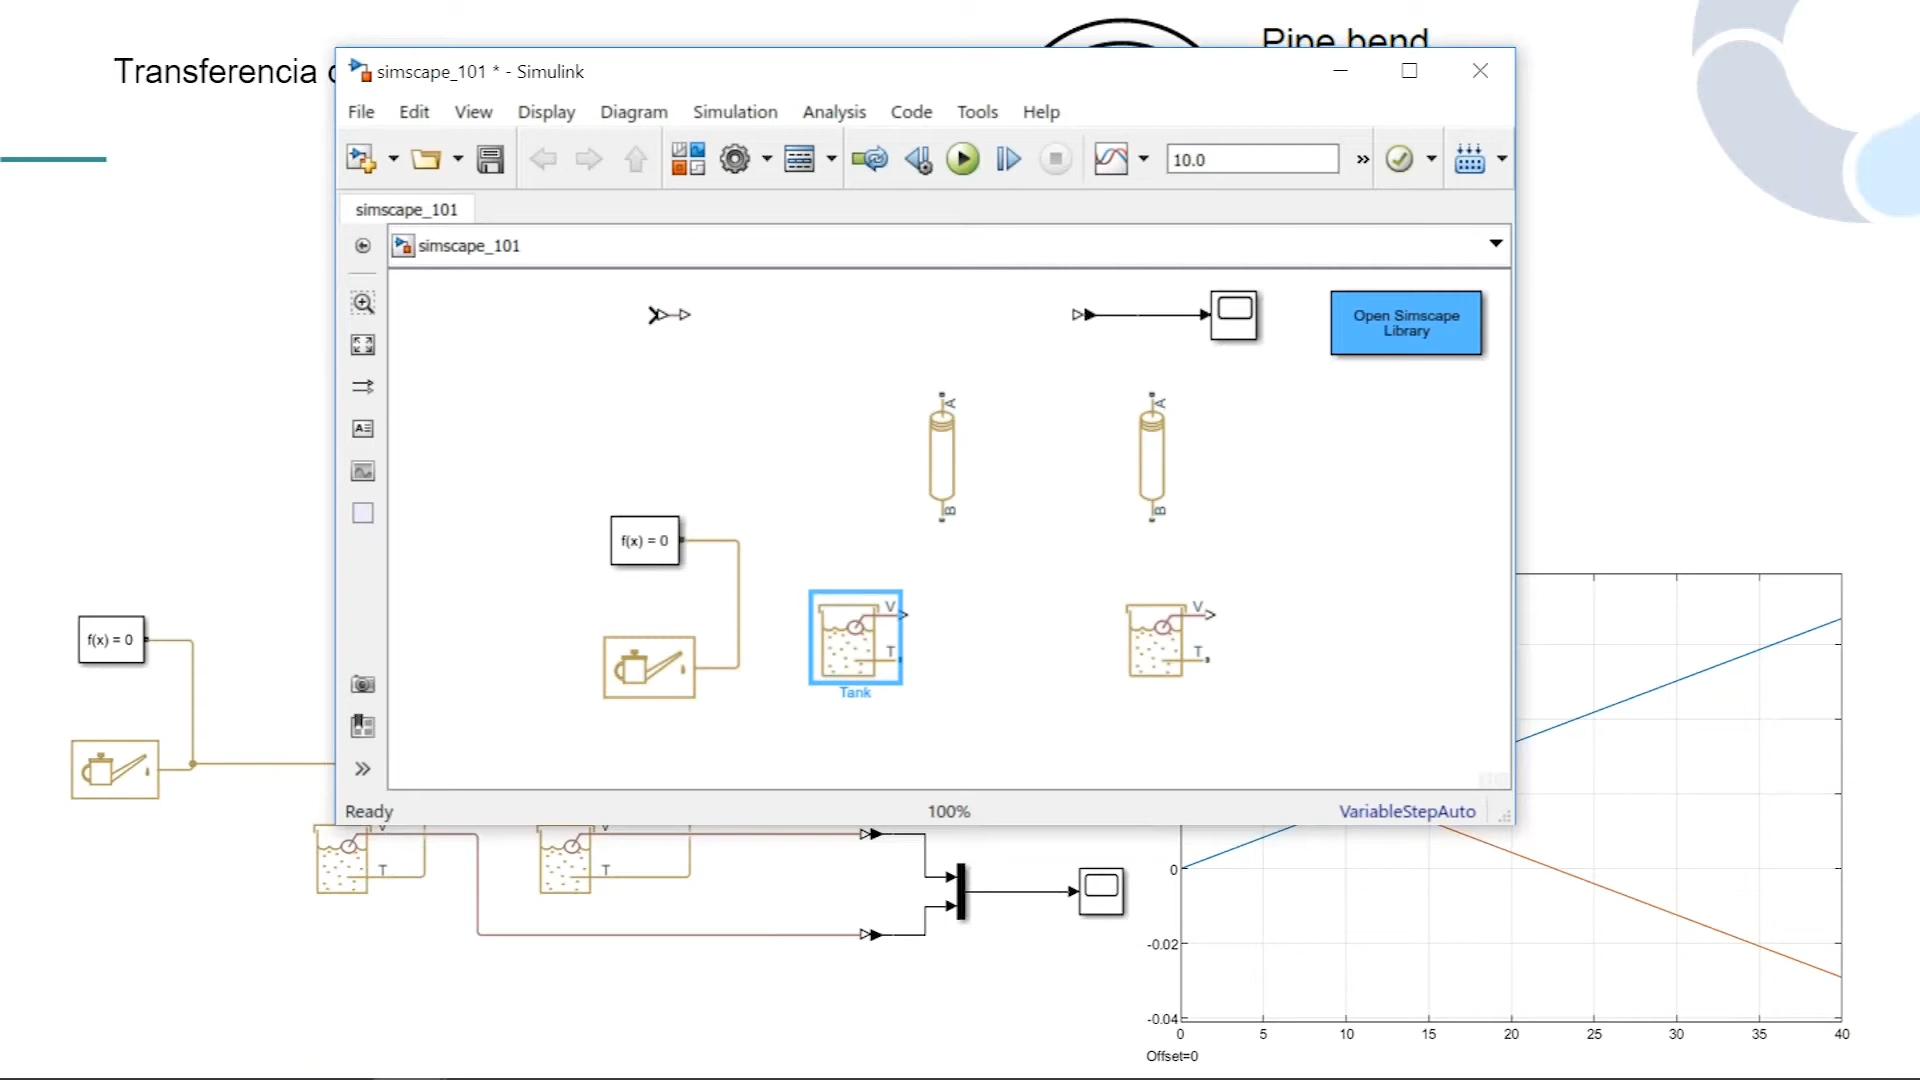 Pipe bend
Transferencia
simscape_101 * - Simulink
File Edit View Display Diagram Simulation Analysis Code Tools Help
10.0
simscape_101
simscape_101
Open Simscape
Library
A
A
B
B
f(x) = 0
V
T
Tank
V
T
f(x) = 0
Ready
100%
VariableStepAuto
V
T
V
T
0
-0.02
-0.04
0 5 10 15 20 25 30 35 40
Offset=0